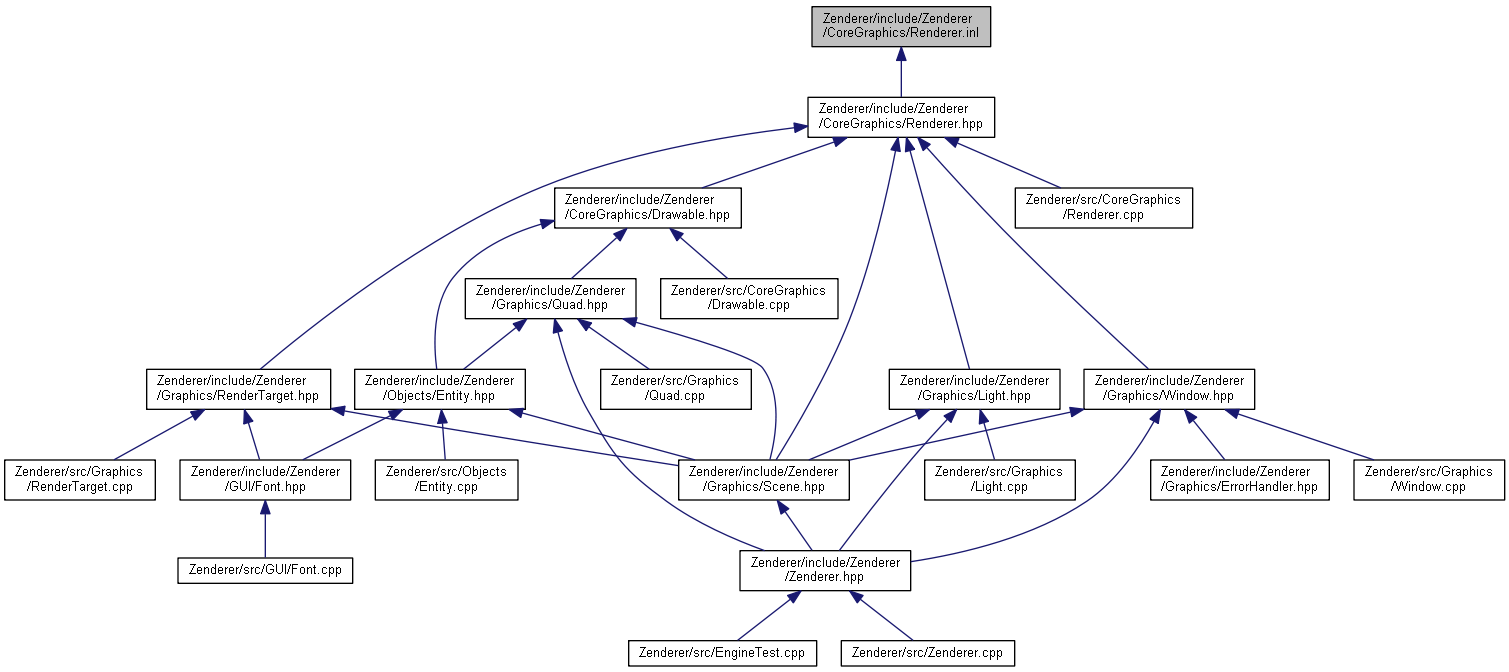 Zenderer/include/Zenderer
/CoreGraphics/Renderer.inl
Zenderer/include/Zenderer
/CoreGraphics/Renderer.hpp
Zenderer/include/Zenderer
/CoreGraphics/Drawable.hpp
Zenderer/src/CoreGraphics
/Renderer.cpp
Zenderer/include/Zenderer
/Graphics/Quad.hpp
Zenderer/src/CoreGraphics
/Drawable.cpp
Zenderer/include/Zenderer
/Graphics/RenderTarget.hpp
Zenderer/include/Zenderer
/Objects/Entity.hpp
Zenderer/src/Graphics
/Quad.cpp
Zenderer/include/Zenderer
/Graphics/Light.hpp
Zenderer/include/Zenderer
/Graphics/Window.hpp
Zenderer/src/Graphics
/RenderTarget.cpp
Zenderer/include/Zenderer
/GUI/Font.hpp
Zenderer/src/Objects
/Entity.cpp
Zenderer/include/Zenderer
/Graphics/Scene.hpp
Zenderer/src/Graphics
/Light.cpp
Zenderer/include/Zenderer
/Graphics/ErrorHandler.hpp
Zenderer/src/Graphics
/Window.cpp
Zenderer/src/GUI/Font.cpp
Zenderer/include/Zenderer
/Zenderer.hpp
Zenderer/src/EngineTest.cpp
Zenderer/src/Zenderer.cpp